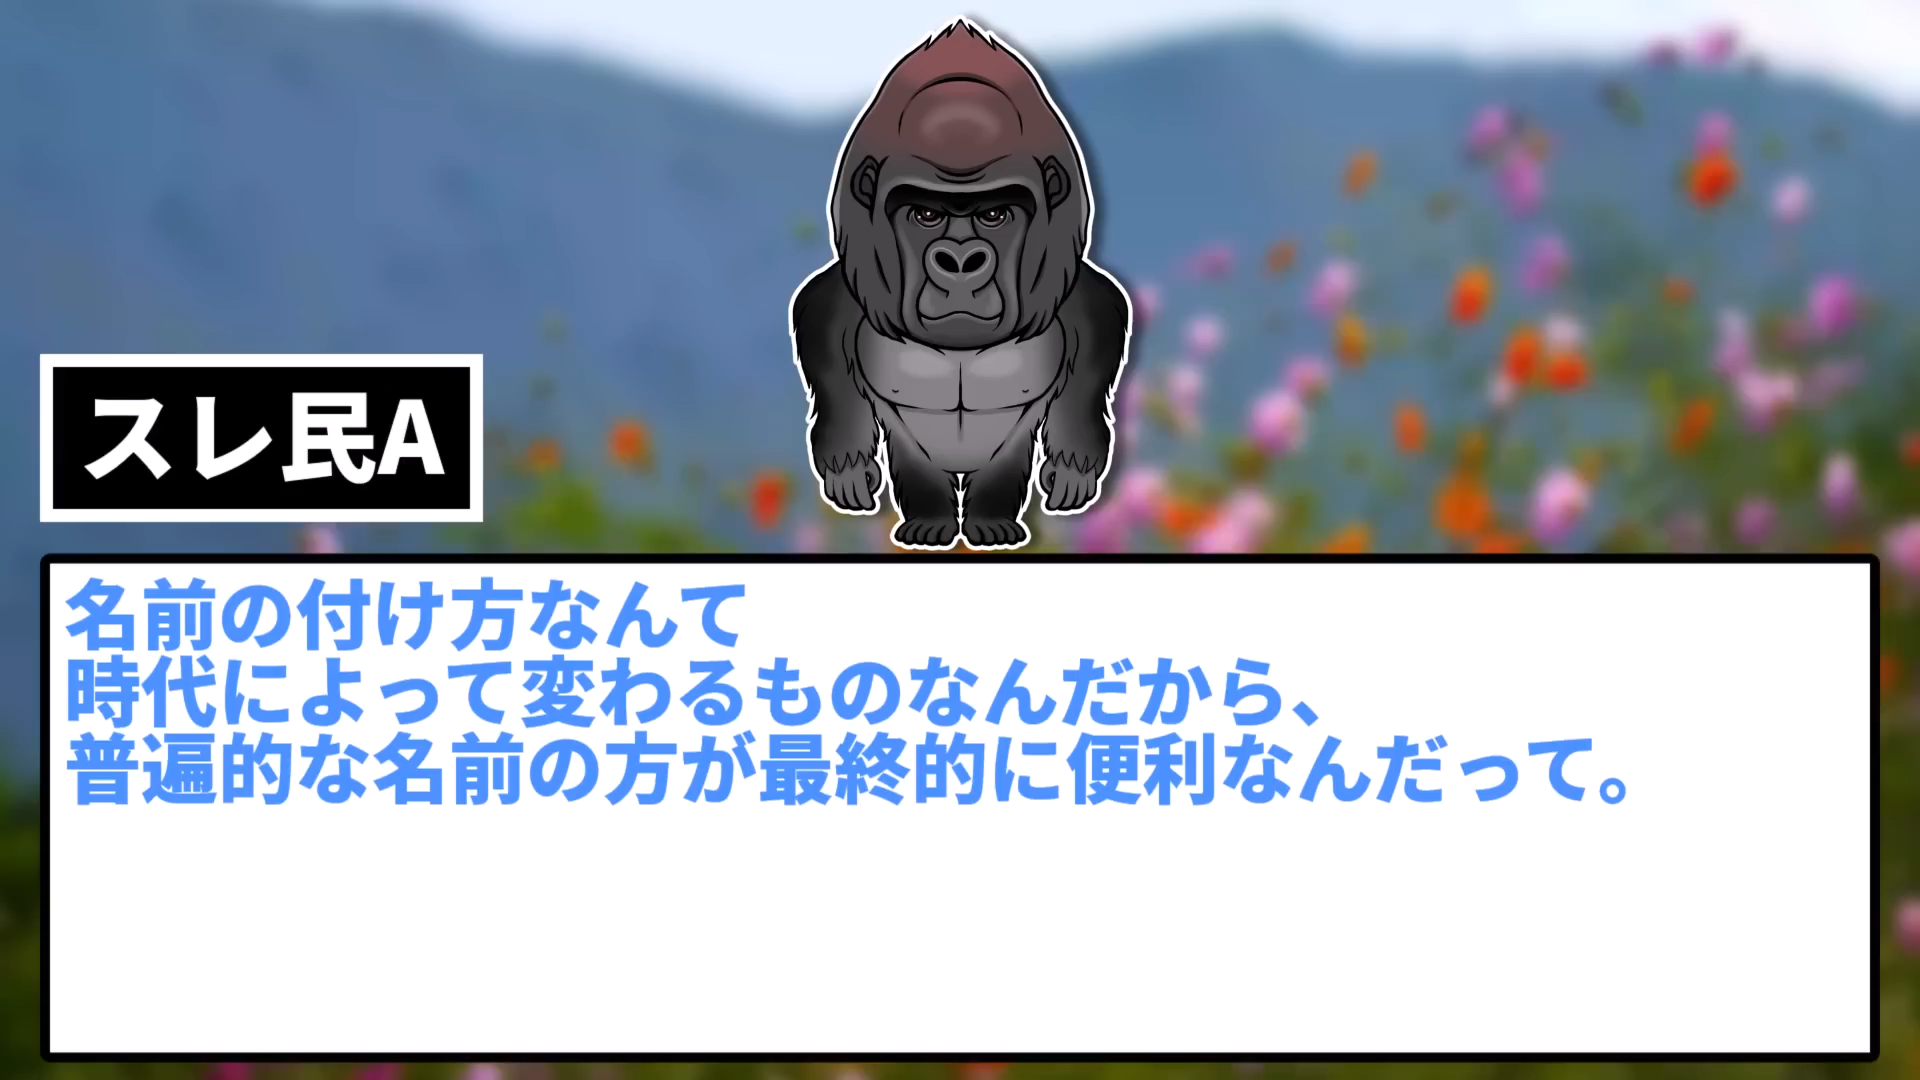 スレ民A
名前の付け方なんて
時代によって変わるものなんだから、
普遍的な名前の方が最終的に便利なんだって。